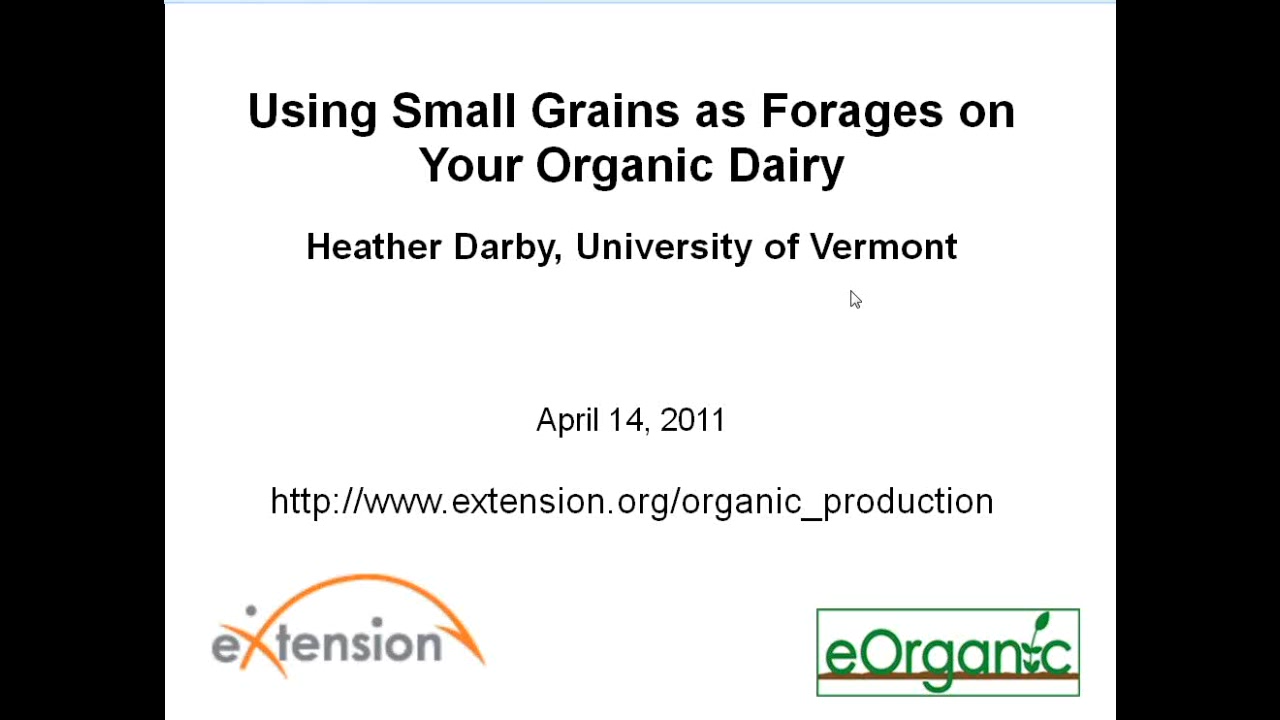 Using Small Grains as Forages on
Your Organic Dairy
Heather Darby, University of Vermont
April 14, 2011
http://www.extension.org/organic_production
eXtension
eOrganic